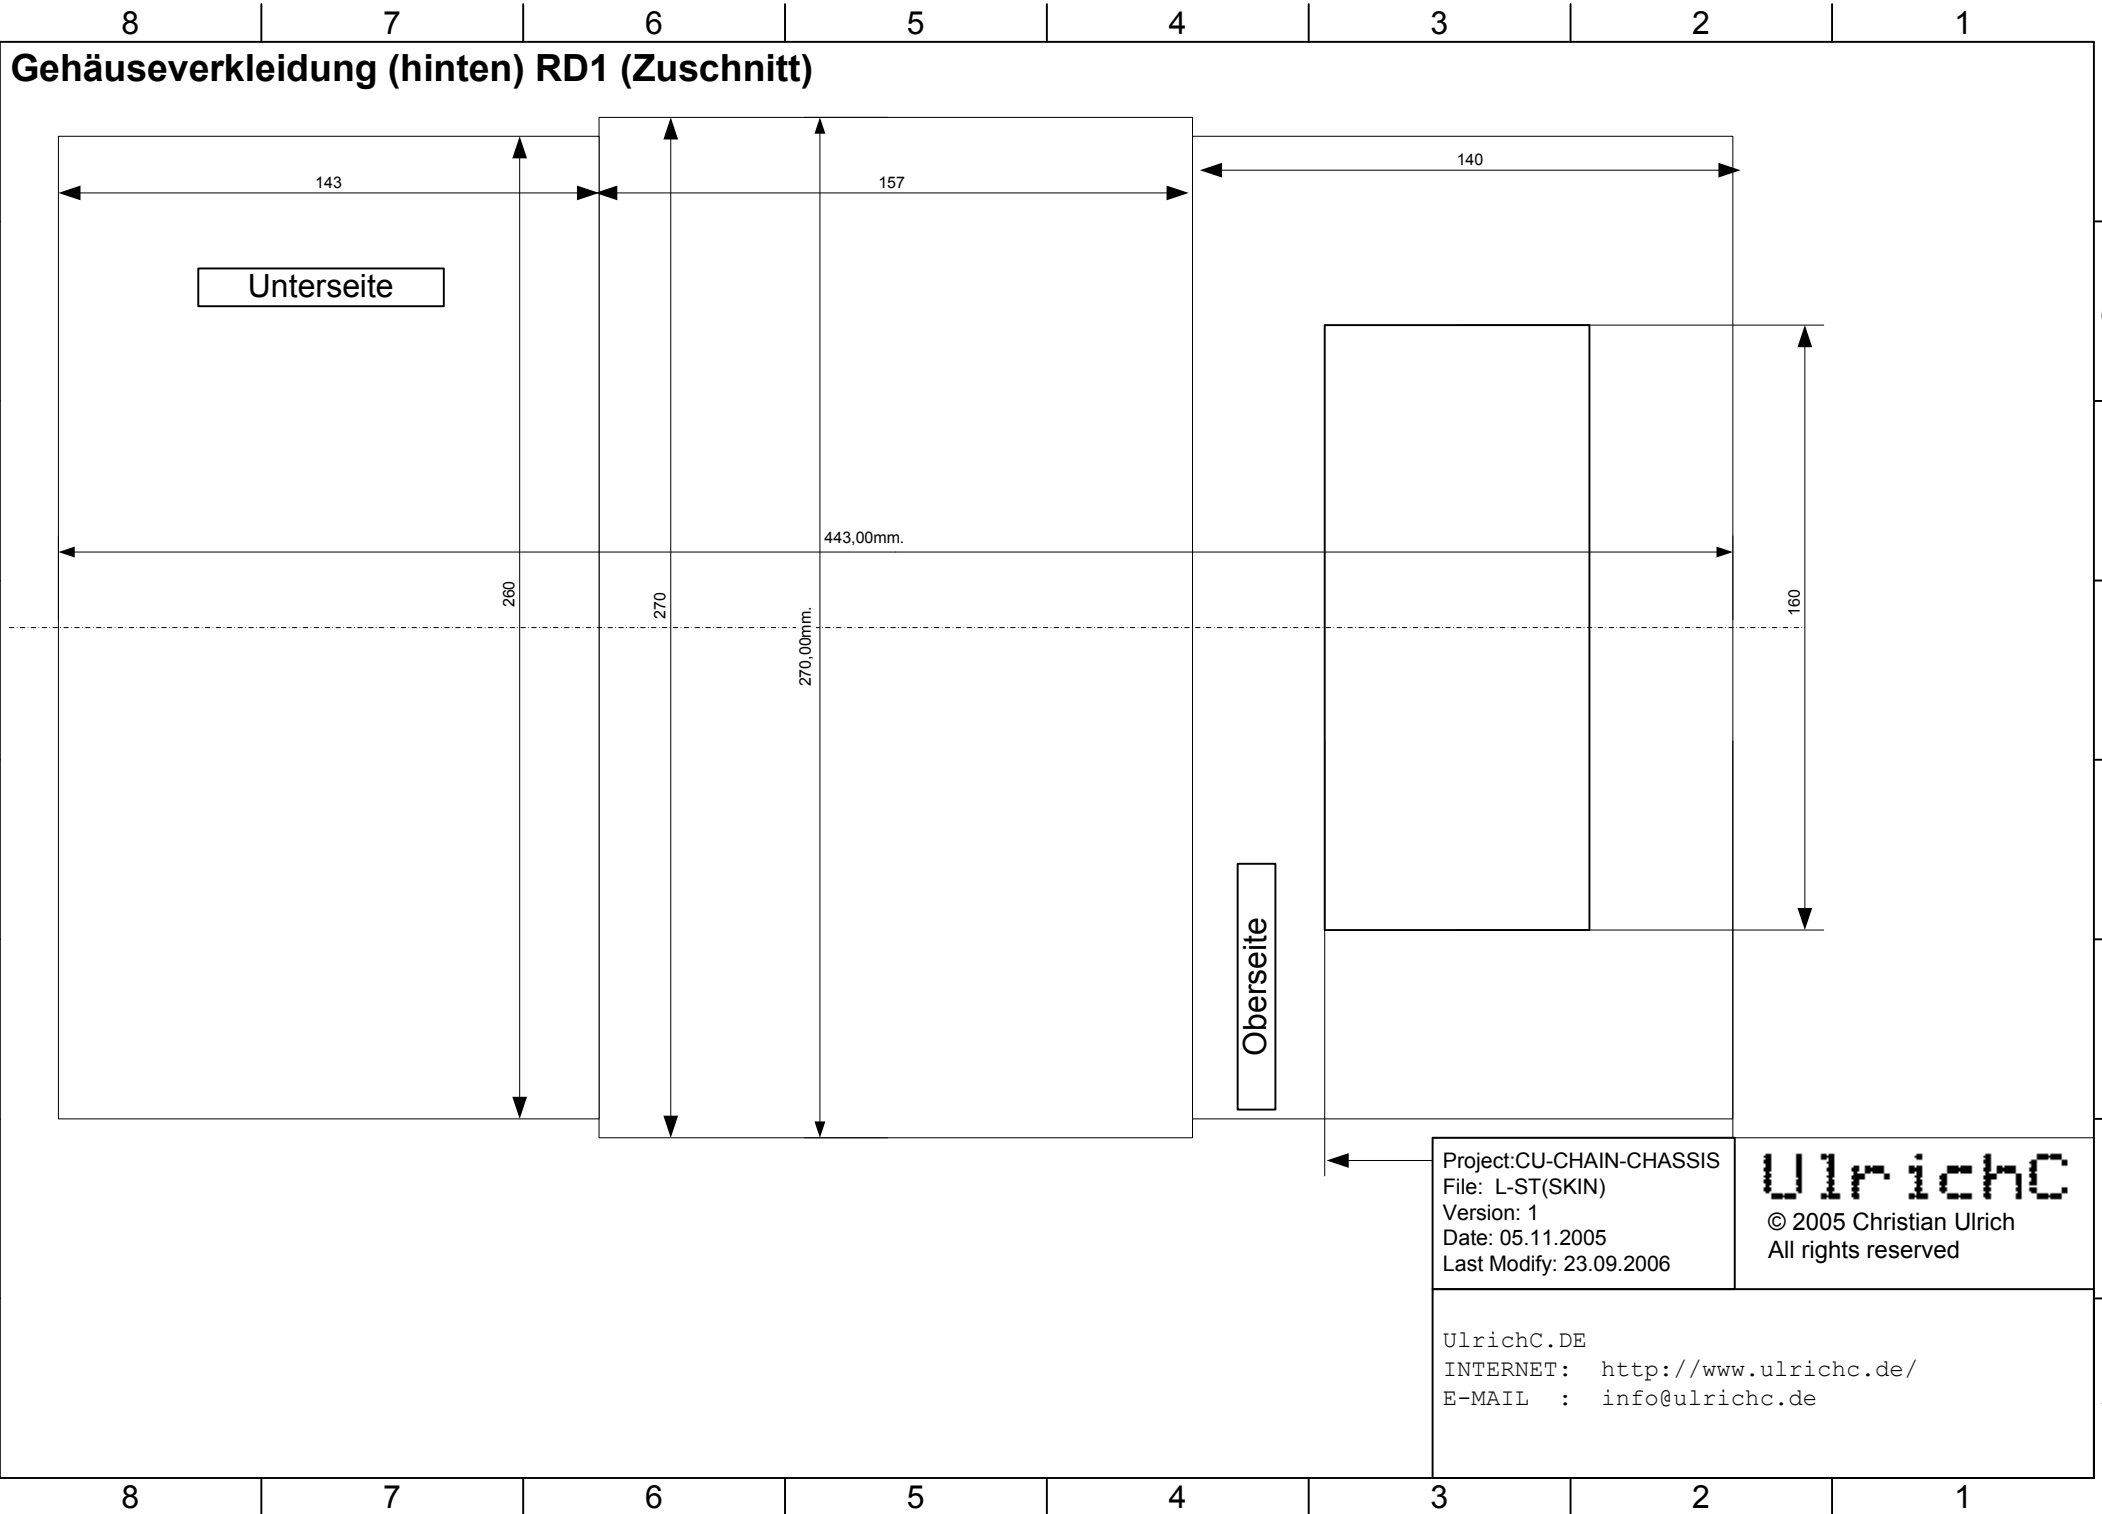 8 7 6 5 4 3 2 1
Gehäuseverkleidung (hinten) RD1 (Zuschnitt)
140
143
157
Unterseite
443,00mm.
260
270
270,00mm.
160
Oberseite
Project:CU-CHAIN-CHASSIS
File: L-ST(SKIN)
Version: 1
Date: 05.11.2005
Last Modify: 23.09.2006
UlrichC
© 2005 Christian Ulrich
All rights reserved
UlrichC.DE
INTERNET: http://www.ulrichc.de/
E-MAIL : info@ulrichc.de
8 7 6 5 4 3 2 1